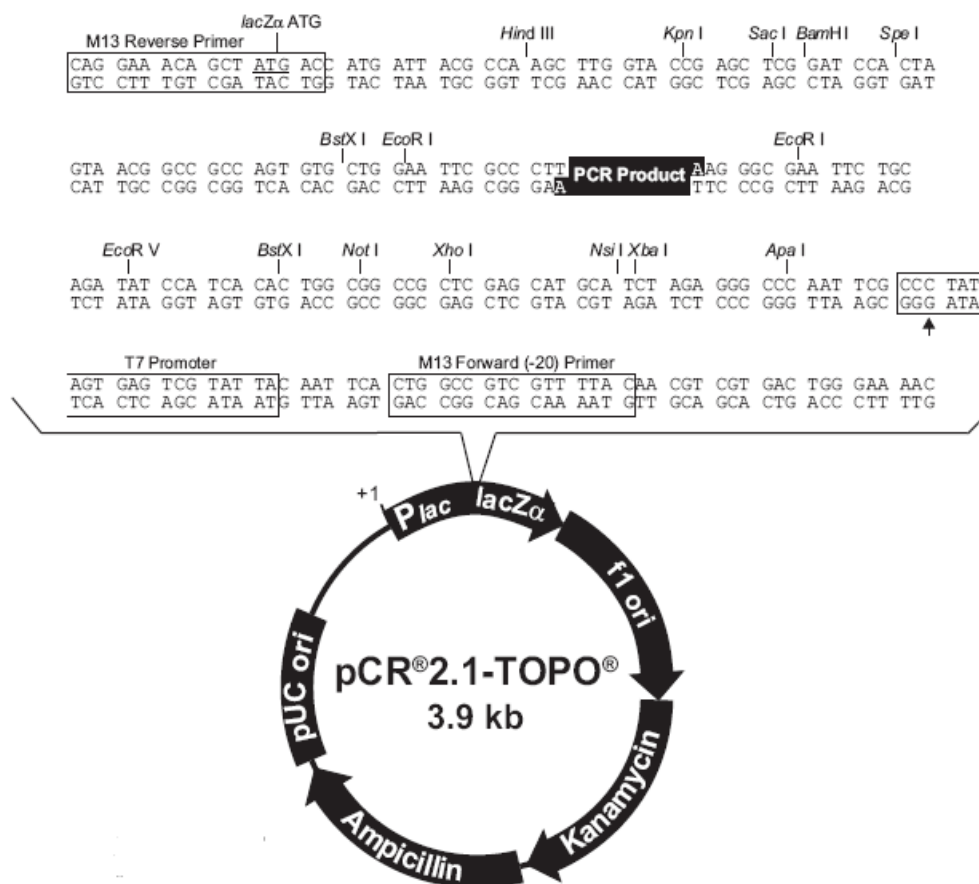 lacZα ATG
M13 Reverse Primer
Hind III Kpn I Sac I BamH I Spe I
CAG GAA ACA GCT ATG ACC ATG ATT ACG CCA AGC TTG GTA CCG AGC TCG GAT CCA CTA
GTC CTT TGT CGA TAC TGG TAC TAA TGC GGT TCG AAC CAT GGC TCG AGC CTA GGT GAT
BstX I EcoR I EcoR I
GTA ACG GCC GCC AGT GTG CTG GAA TTC GCC CTT PCR Product AAG GGC GAA TTC TGC
CAT TGC CGG CGG TCA CAC GAC CTT AAG CGG GAA TTC CCG CTT AAG ACG
EcoR V BstX I Not I Xho I Nsi I Xba I Apa I
AGA TAT CCA TCA CAC TGG CGG CCG CTC GAG CAT GCA TCT AGA GGG CCC AAT TCG CCC TAT
TCT ATA GGT AGT GTG ACC GCC GGC GAG CTC GTA CGT AGA TCT CCC GGG TTA AGC GGG ATA
T7 Promoter M13 Forward (-20) Primer
AGT GAG TCG TAT TAC AAT TCA CTG GCC GTC GTT TTA CAA CGT CGT GAC TGG GAA AAC
TCA CTC AGC ATA ATG TTA AGT GAC CGG CAG CAA AAT GTT GCA GCA CTG ACC CTT TTG
+1
Plac lacZα
f1 ori
pUC ori
pCR®2.1-TOPO®
3.9 kb
Kanamycin
Ampicillin